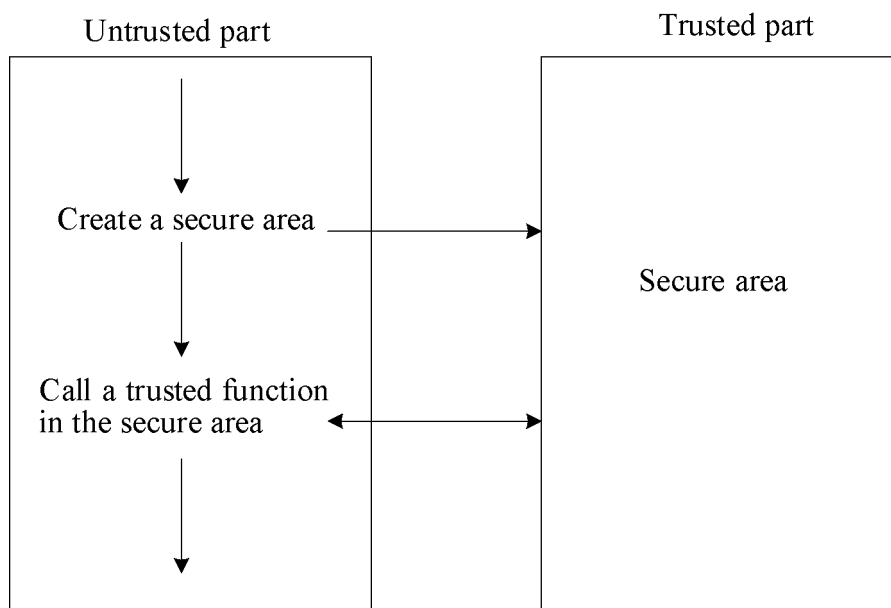 Untrusted part
Trusted part
Create a secure area
Secure area
Call a trusted function
in the secure area